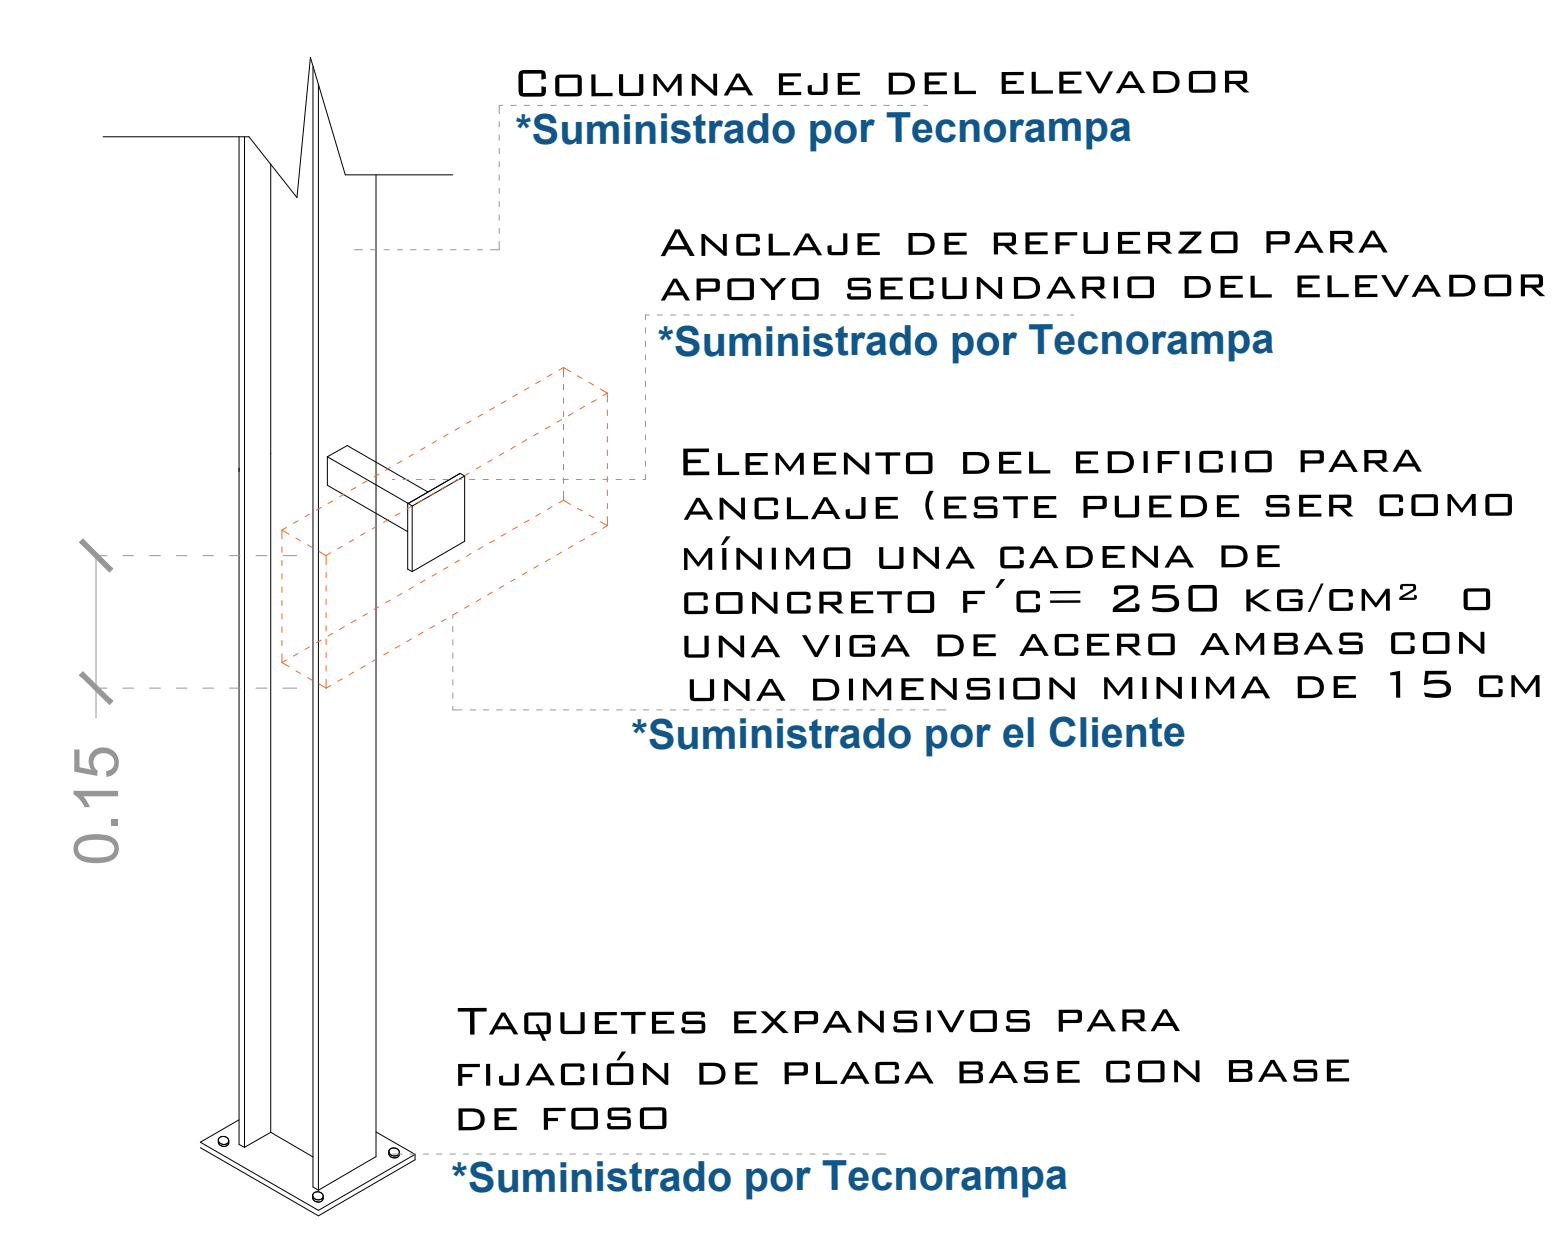 COLUMNA EJE DEL ELEVADOR
*Suministrado por Tecnorampa
ANCLAJE DE REFUERZO PARA
APOYO SECUNDARIO DEL ELEVADOR
*Suministrado por Tecnorampa
ELEMENTO DEL EDIFICIO PARA
ANCLAJE (ESTE PUEDE SER COMO
MÍNIMO UNA CADENA DE
CONCRETO F´C= 250 KG/CM² O
UNA VIGA DE ACERO AMBAS CON
UNA DIMENSION MINIMA DE 15 CM
*Suministrado por el Cliente
0.15
TAQUETES EXPANSIVOS PARA
FIJACIÓN DE PLACA BASE CON BASE
DE FOSO
*Suministrado por Tecnorampa